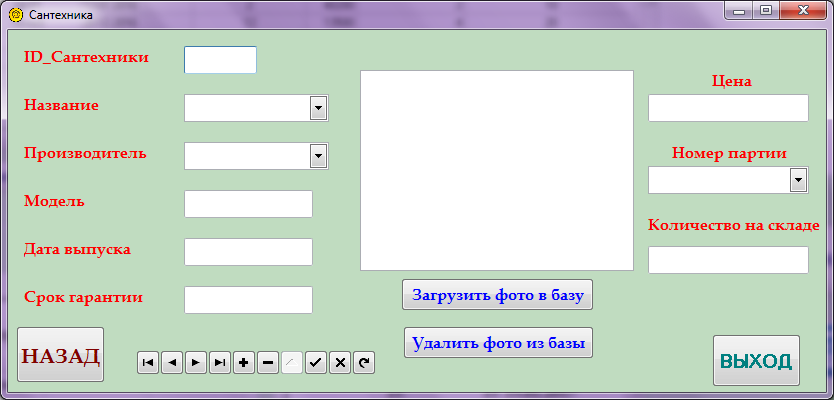 Сантехника
ID_Сантехники
Название
Производитель
Модель
Дата выпуска
Срок гарантии
Цена
Номер партии
Количество на складе
Загрузить фото в базу
Удалить фото из базы
НАЗАД
ВЫХОД